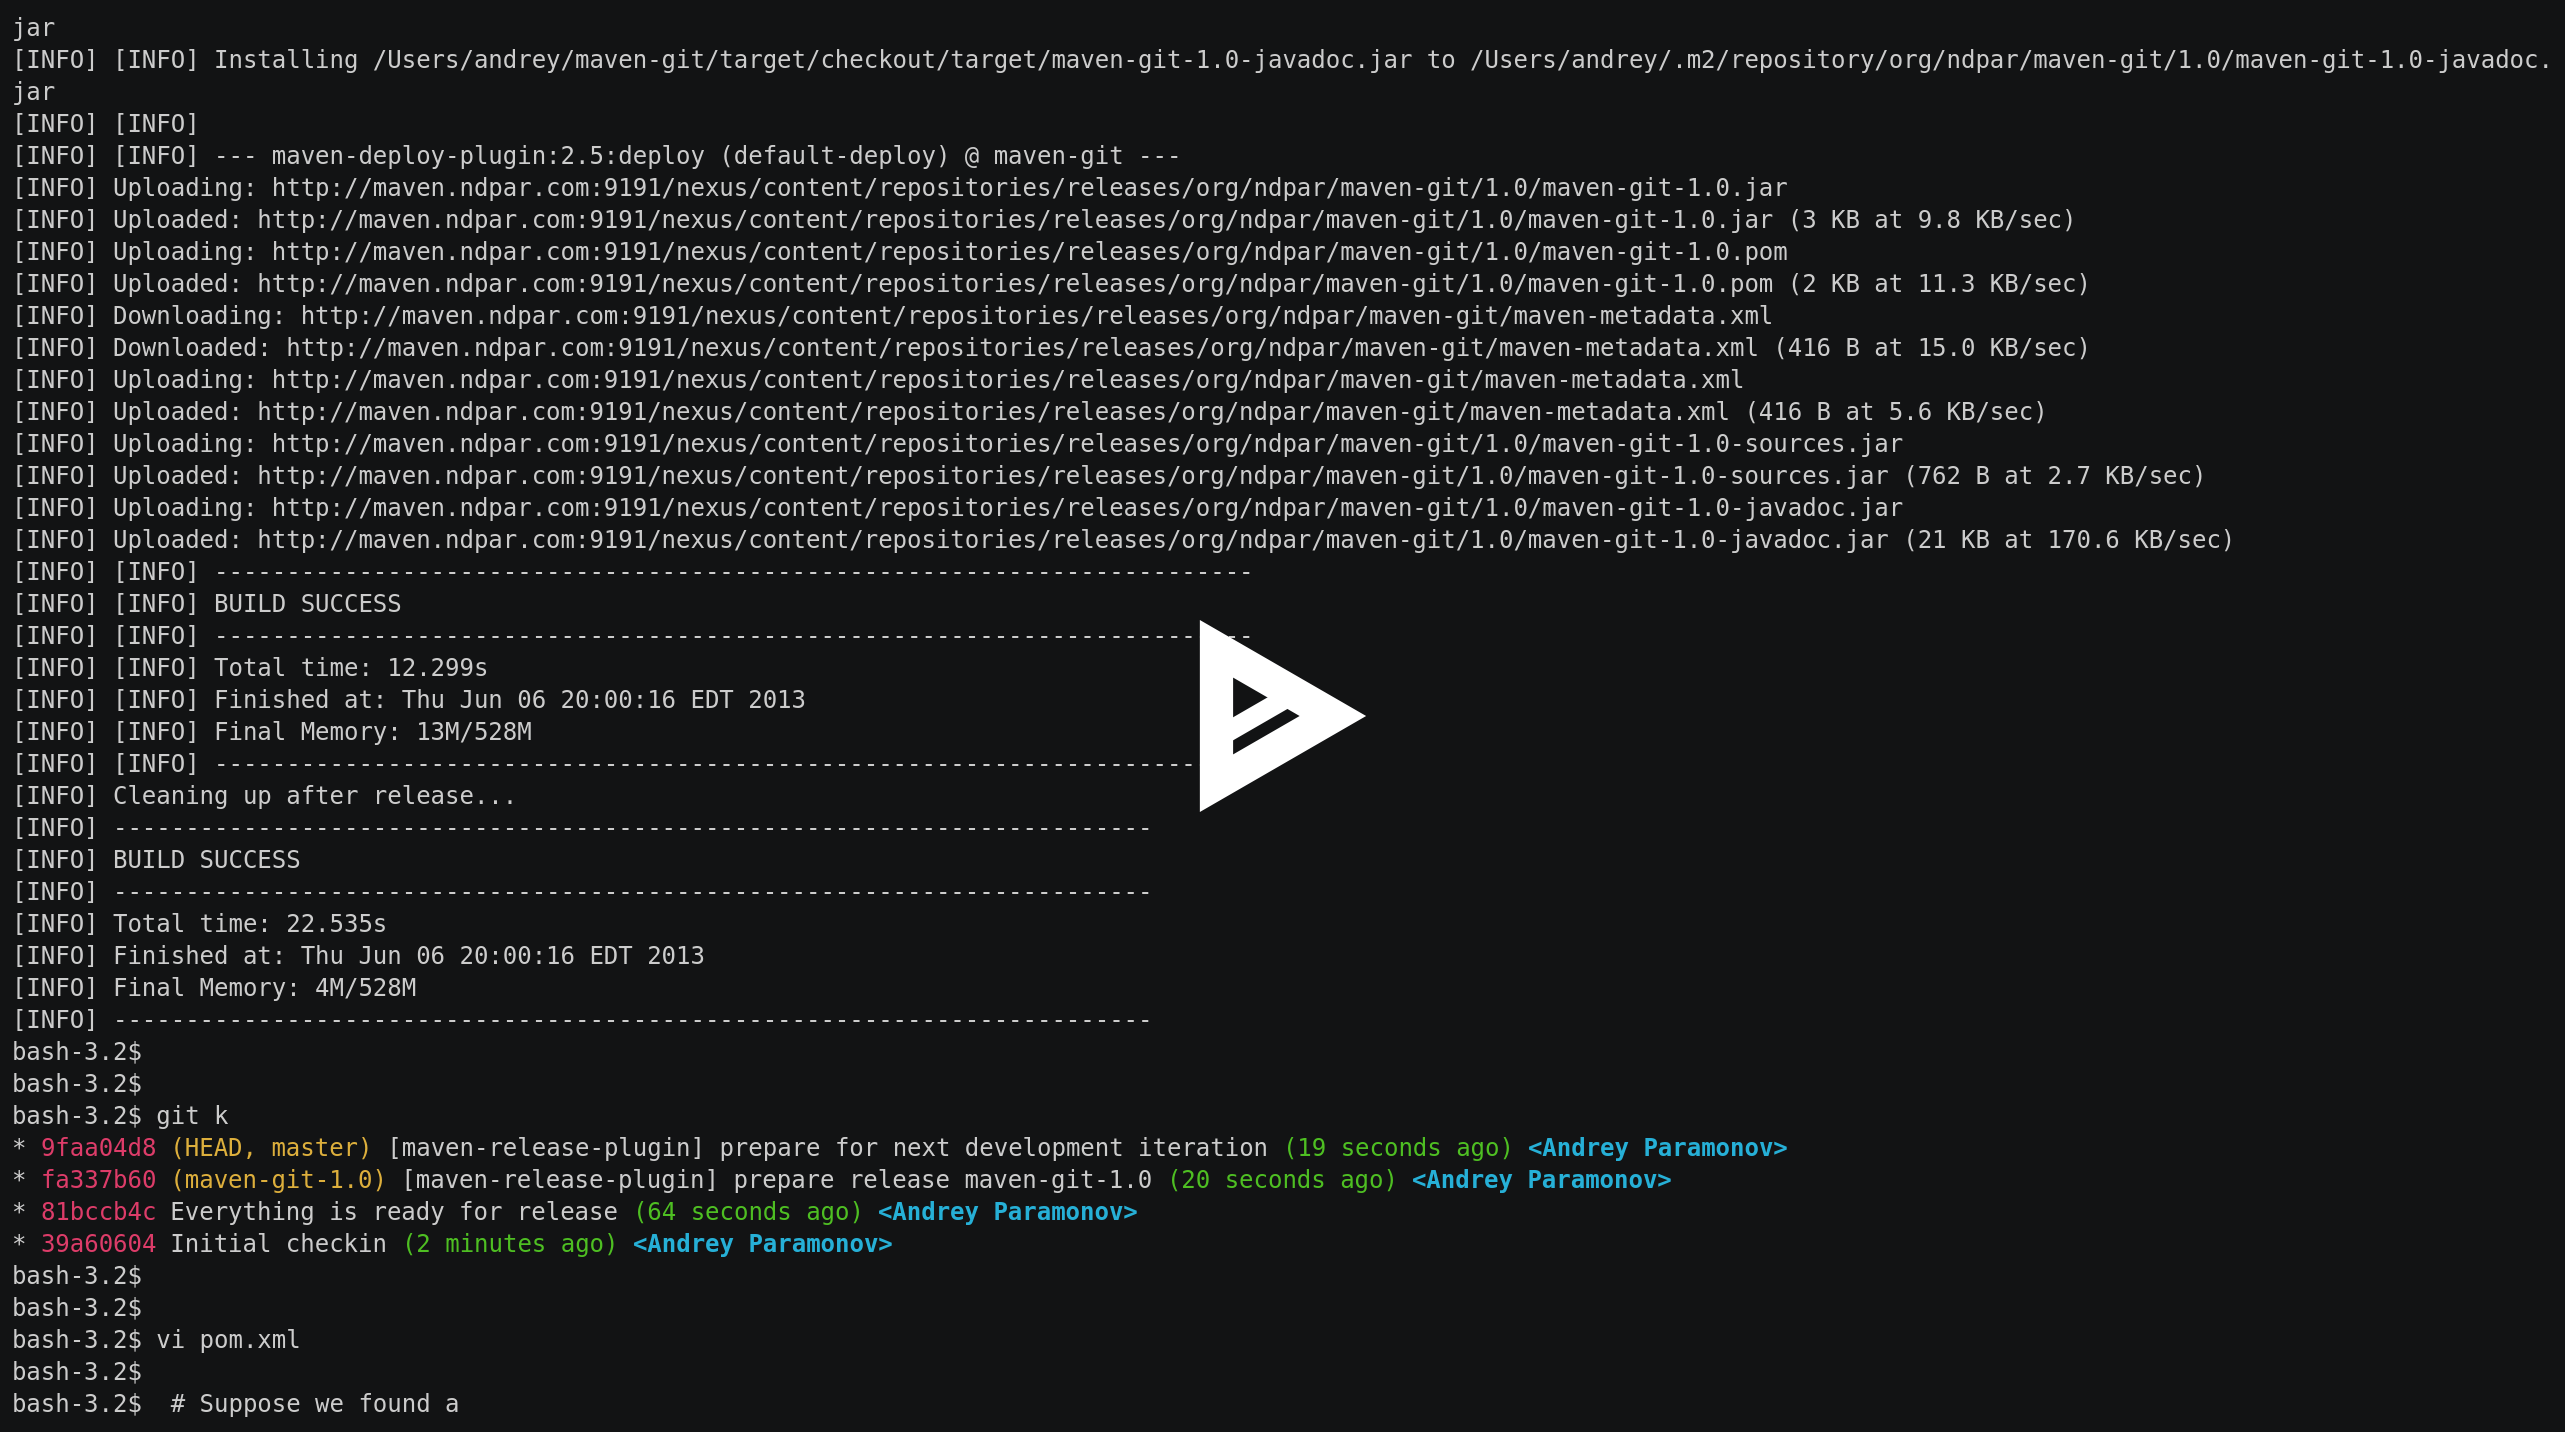 jar
[INFO] [INFO] Installing /Users/andrey/maven-git/target/checkout/target/maven-git-1.0-javadoc.jar to /Users/andrey/.m2/repository/org/ndpar/maven-git/1.0/maven-git-1.0-javadoc.
jar
[INFO] [INFO]
[INFO] [INFO] --- maven-deploy-plugin:2.5:deploy (default-deploy) @ maven-git ---
[INFO] Uploading: http://maven.ndpar.com:9191/nexus/content/repositories/releases/org/ndpar/maven-git/1.0/maven-git-1.0.jar
[INFO] Uploaded: http://maven.ndpar.com:9191/nexus/content/repositories/releases/org/ndpar/maven-git/1.0/maven-git-1.0.jar (3 KB at 9.8 KB/sec)
[INFO] Uploading: http://maven.ndpar.com:9191/nexus/content/repositories/releases/org/ndpar/maven-git/1.0/maven-git-1.0.pom
[INFO] Uploaded: http://maven.ndpar.com:9191/nexus/content/repositories/releases/org/ndpar/maven-git/1.0/maven-git-1.0.pom (2 KB at 11.3 KB/sec)
[INFO] Downloading: http://maven.ndpar.com:9191/nexus/content/repositories/releases/org/ndpar/maven-git/maven-metadata.xml
[INFO] Downloaded: http://maven.ndpar.com:9191/nexus/content/repositories/releases/org/ndpar/maven-git/maven-metadata.xml (416 B at 15.0 KB/sec)
[INFO] Uploading: http://maven.ndpar.com:9191/nexus/content/repositories/releases/org/ndpar/maven-git/maven-metadata.xml
[INFO] Uploaded: http://maven.ndpar.com:9191/nexus/content/repositories/releases/org/ndpar/maven-git/maven-metadata.xml (416 B at 5.6 KB/sec)
[INFO] Uploading: http://maven.ndpar.com:9191/nexus/content/repositories/releases/org/ndpar/maven-git/1.0/maven-git-1.0-sources.jar
[INFO] Uploaded: http://maven.ndpar.com:9191/nexus/content/repositories/releases/org/ndpar/maven-git/1.0/maven-git-1.0-sources.jar (762 B at 2.7 KB/sec)
[INFO] Uploading: http://maven.ndpar.com:9191/nexus/content/repositories/releases/org/ndpar/maven-git/1.0/maven-git-1.0-javadoc.jar
[INFO] Uploaded: http://maven.ndpar.com:9191/nexus/content/repositories/releases/org/ndpar/maven-git/1.0/maven-git-1.0-javadoc.jar (21 KB at 170.6 KB/sec)
[INFO] [INFO] ------------------------------------------------------------------------
[INFO] [INFO] BUILD SUCCESS
[INFO] [INFO] ------------------------------------------------------------------------
[INFO] [INFO] Total time: 12.299s
[INFO] [INFO] Finished at: Thu Jun 06 20:00:16 EDT 2013
[INFO] [INFO] Final Memory: 13M/528M
[INFO] [INFO] --------------------------------------------------------------------
[INFO] Cleaning up after release...
[INFO] ------------------------------------------------------------------------
[INFO] BUILD SUCCESS
[INFO] ------------------------------------------------------------------------
[INFO] Total time: 22.535s
[INFO] Finished at: Thu Jun 06 20:00:16 EDT 2013
[INFO] Final Memory: 4M/528M
[INFO] ------------------------------------------------------------------------
bash-3.2$
bash-3.2$
bash-3.2$ git k
* 9faa04d8 (HEAD, master) [maven-release-plugin] prepare for next development iteration (19 seconds ago) <Andrey Paramonov>
* fa337b60 (maven-git-1.0) [maven-release-plugin] prepare release maven-git-1.0 (20 seconds ago) <Andrey Paramonov>
* 81bccb4c Everything is ready for release (64 seconds ago) <Andrey Paramonov>
* 39a60604 Initial checkin (2 minutes ago) <Andrey Paramonov>
bash-3.2$
bash-3.2$
bash-3.2$ vi pom.xml
bash-3.2$
bash-3.2$  # Suppose we found a